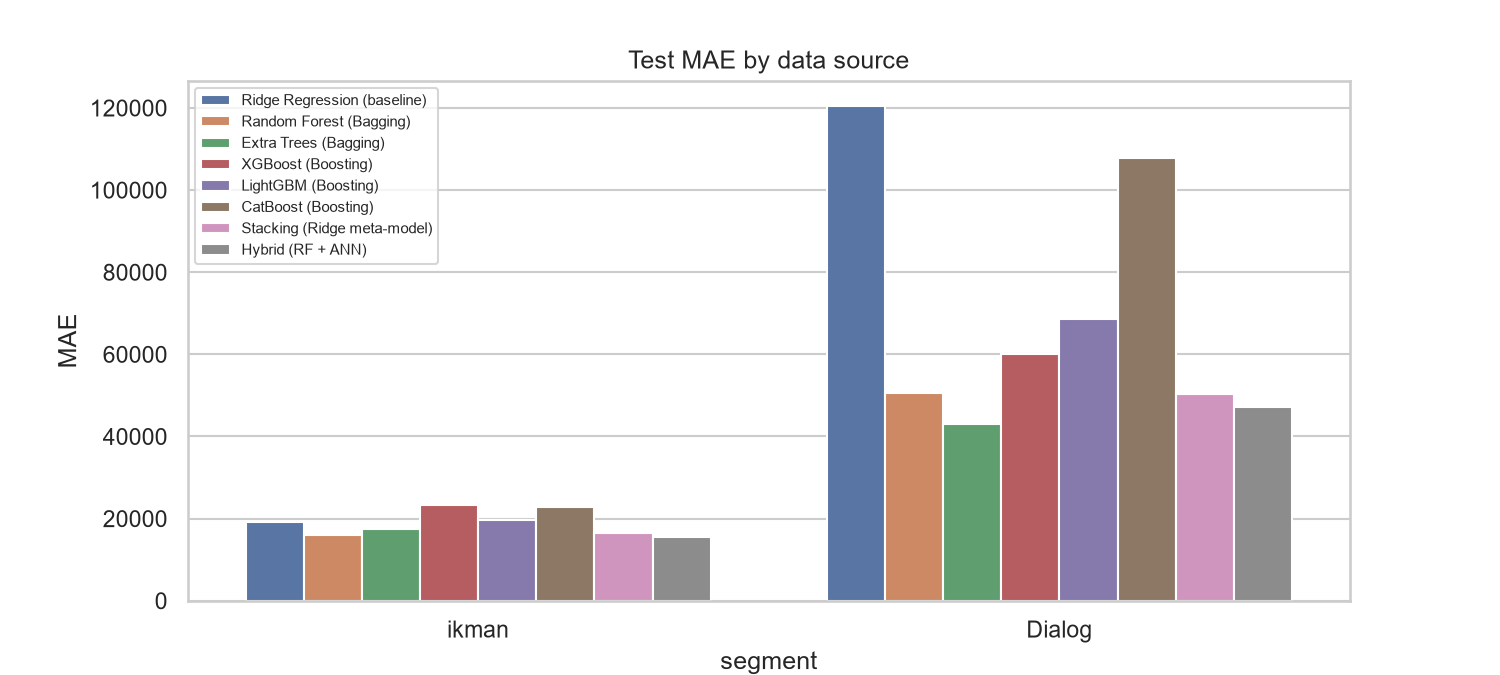 Test MAE by data source
120000
100000
80000
60000
40000
20000
0
MAE
Ridge Regression (baseline)
Random Forest (Bagging)
Extra Trees (Bagging)
XGBoost (Boosting)
LightGBM (Boosting)
CatBoost (Boosting)
Stacking (Ridge meta-model)
Hybrid (RF + ANN)
ikman
Dialog
segment